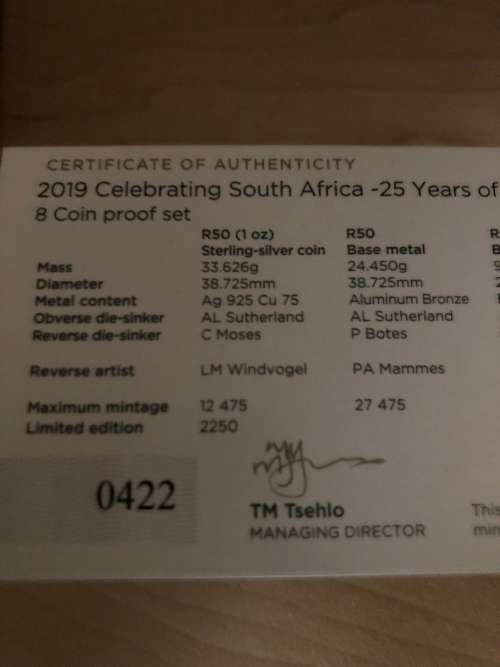 CERTIFICATE OF AUTHENTICITY
2019 Celebrating South Africa -25 Years of
8 Coin proof set
R50 (1 oz) R50 R
Sterling-silver coin Base metal B
Mass 33.626g 24.450g 9
Diameter 38.725mm 38.725mm 2
Metal content Ag 925 Cu 75 Aluminum Bronze
Obverse die-sinker AL Sutherland AL Sutherland
Reverse die-sinker C Moses P Botes
Reverse artist LM Windvogel PA Mammes
Maximum mintage 12 475 27 475
Limited edition 2250
0422
TM Tsehlo This
MANAGING DIRECTOR min